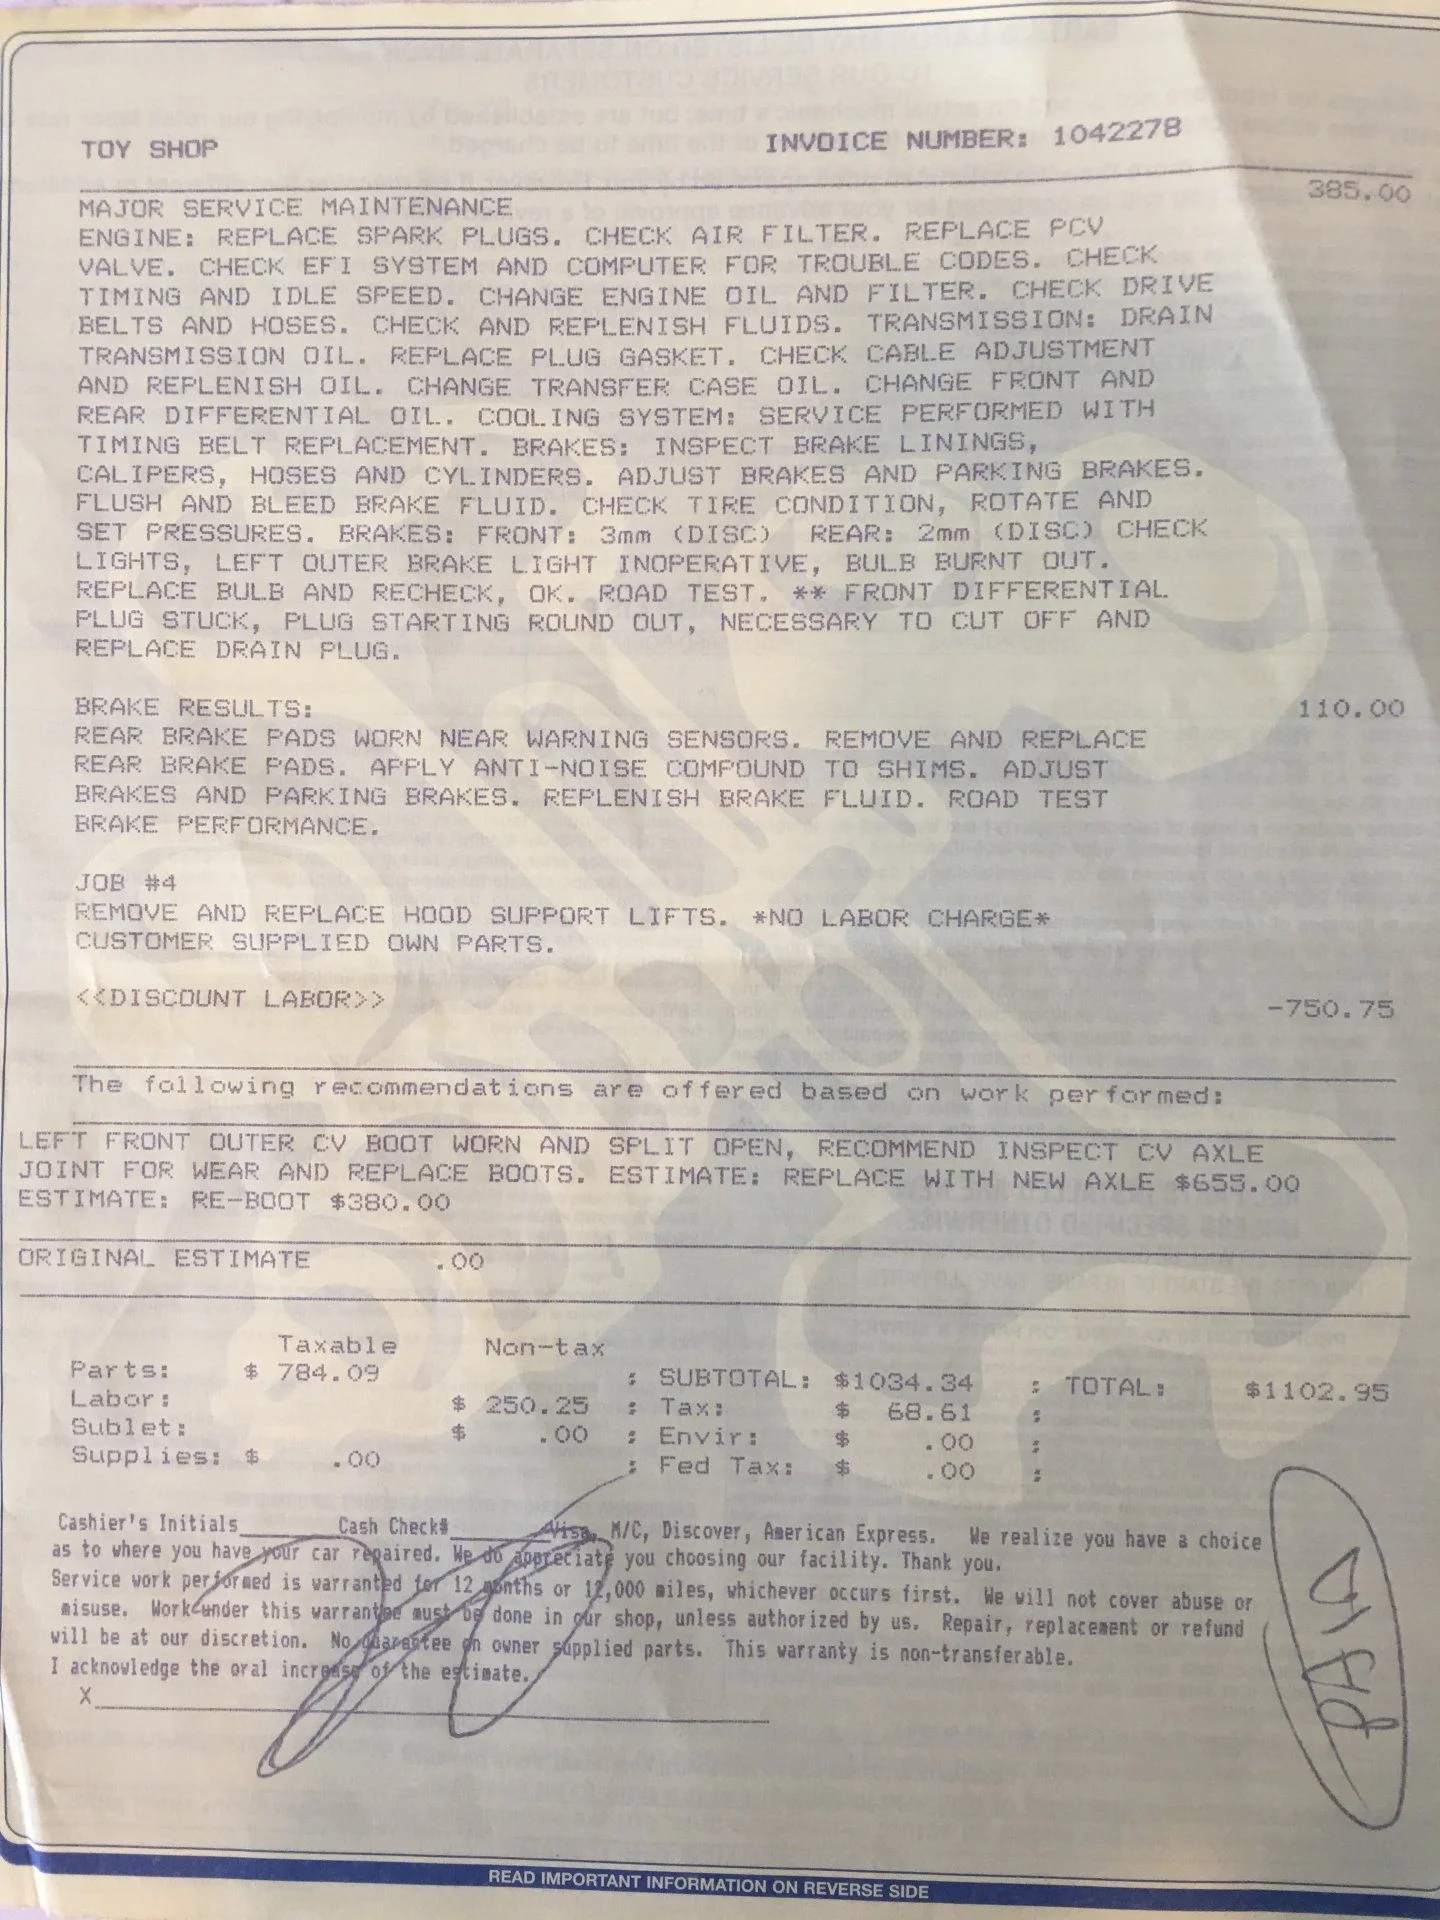 TOY SHOP INVOICE NUMBER: 1042278
MAJOR SERVICE MAINTENANCE 385.00
ENGINE: REPLACE SPARK PLUGS. CHECK AIR FILTER. REPLACE PCV
VALVE. CHECK EFI SYSTEM AND COMPUTER FOR TROUBLE CODES. CHECK
TIMING AND IDLE SPEED. CHANGE ENGINE OIL AND FILTER. CHECK DRIVE
BELTS AND HOSES. CHECK AND REPLENISH FLUIDS. TRANSMISSION: DRAIN
TRANSMISSION OIL. REPLACE PLUG GASKET. CHECK CABLE ADJUSTMENT
AND REPLENISH OIL. CHANGE TRANSFER CASE OIL. CHANGE FRONT AND
REAR DIFFERENTIAL OIL. COOLING SYSTEM: SERVICE PERFORMED WITH
TIMING BELT REPLACEMENT. BRAKES: INSPECT BRAKE LININGS,
CALIPERS, HOSES AND CYLINDERS. ADJUST BRAKES AND PARKING BRAKES.
FLUSH AND BLEED BRAKE FLUID. CHECK TIRE CONDITION, ROTATE AND
SET PRESSURES. BRAKES: FRONT: 3mm (DISC) REAR: 2mm (DISC) CHECK
LIGHTS, LEFT OUTER BRAKE LIGHT INOPERATIVE, BULB BURNT OUT.
REPLACE BULB AND RECHECK, OK. ROAD TEST. ** FRONT DIFFERENTIAL
PLUG STUCK, PLUG STARTING ROUND OUT, NECESSARY TO CUT OFF AND
REPLACE DRAIN PLUG.
BRAKE RESULTS: 110.00
REAR BRAKE PADS WORN NEAR WARNING SENSORS. REMOVE AND REPLACE
REAR BRAKE PADS. APPLY ANTI-NOISE COMPOUND TO SHIMS. ADJUST
BRAKES AND PARKING BRAKES. REPLENISH BRAKE FLUID. ROAD TEST
BRAKE PERFORMANCE.
JOB #4
REMOVE AND REPLACE HOOD SUPPORT LIFTS. *NO LABOR CHARGE*
CUSTOMER SUPPLIED OWN PARTS.
<<DISCOUNT LABOR>> -750.75
The following recommendations are offered based on work performed:
LEFT FRONT OUTER CV BOOT WORN AND SPLIT OPEN, RECOMMEND INSPECT CV AXLE
JOINT FOR WEAR AND REPLACE BOOTS. ESTIMATE: REPLACE WITH NEW AXLE $655.00
ESTIMATE: RE-BOOT $380.00
ORIGINAL ESTIMATE .00
Taxable Non-tax
Parts: $ 784.09 : SUBTOTAL: $1034.34 : TOTAL: $1102.95
Labor: $ 250.25 : Tax: $ 68.61 :
Sublet: $ .00 : Envir: $ .00 :
Supplies: $ .00 : Fed Tax: $ .00 :
Cashier's Initials________ Cash Check#________ Visa, M/C, Discover, American Express. We realize you have a choice
as to where you have your car repaired. We do appreciate you choosing our facility. Thank you.
Service work performed is warranted for 12 months or 12,000 miles, whichever occurs first. We will not cover abuse or
misuse. Work under this warrantee must be done in our shop, unless authorized by us. Repair, replacement or refund
will be at our discretion. No guarantee on owner supplied parts. This warranty is non-transferable.
I acknowledge the oral increase of the estimate.
X
PAID
READ IMPORTANT INFORMATION ON REVERSE SIDE